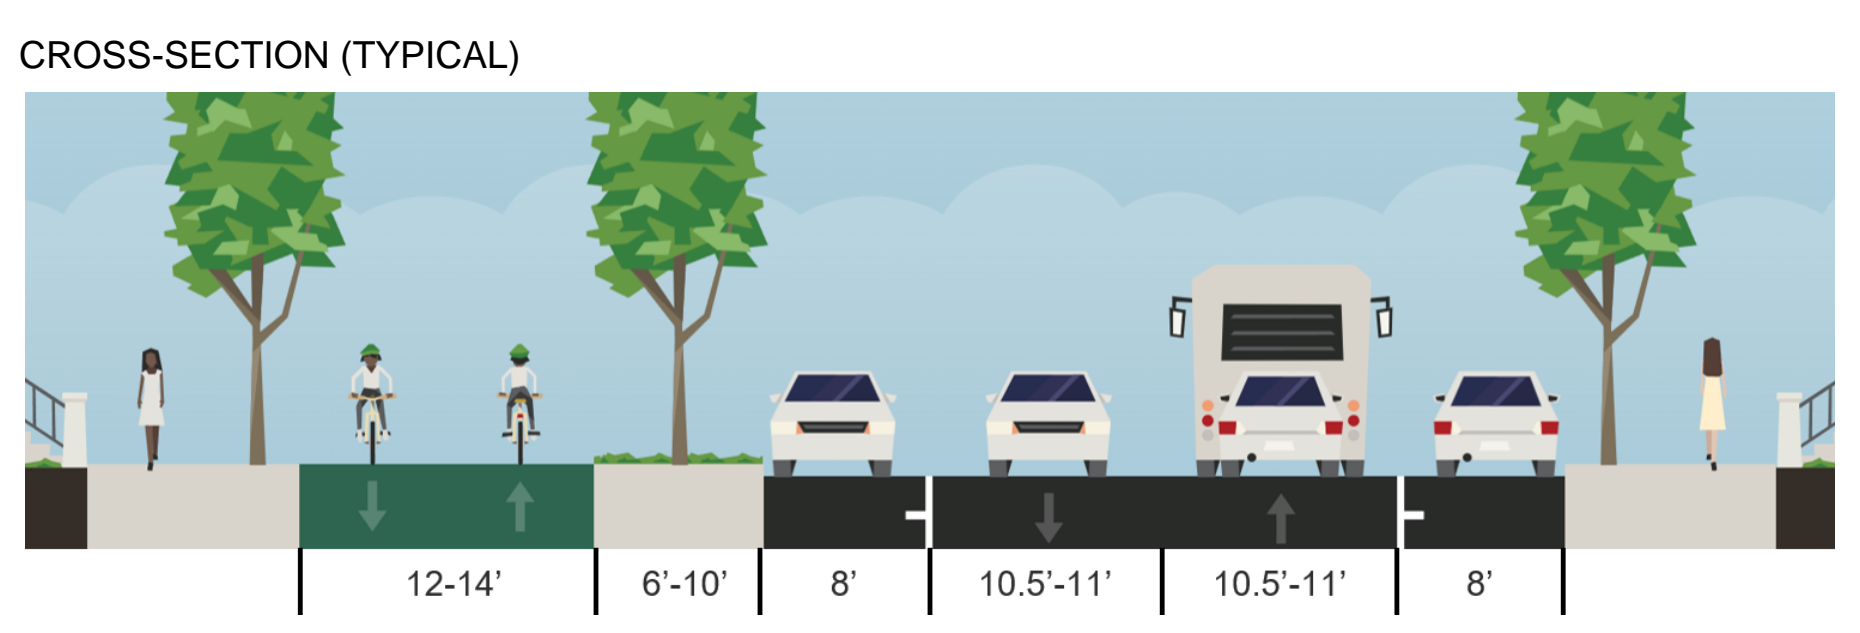 CROSS-SECTION (TYPICAL)
12-14’ 6’-10’ 8’ 10.5’-11’ 10.5’-11’ 8’